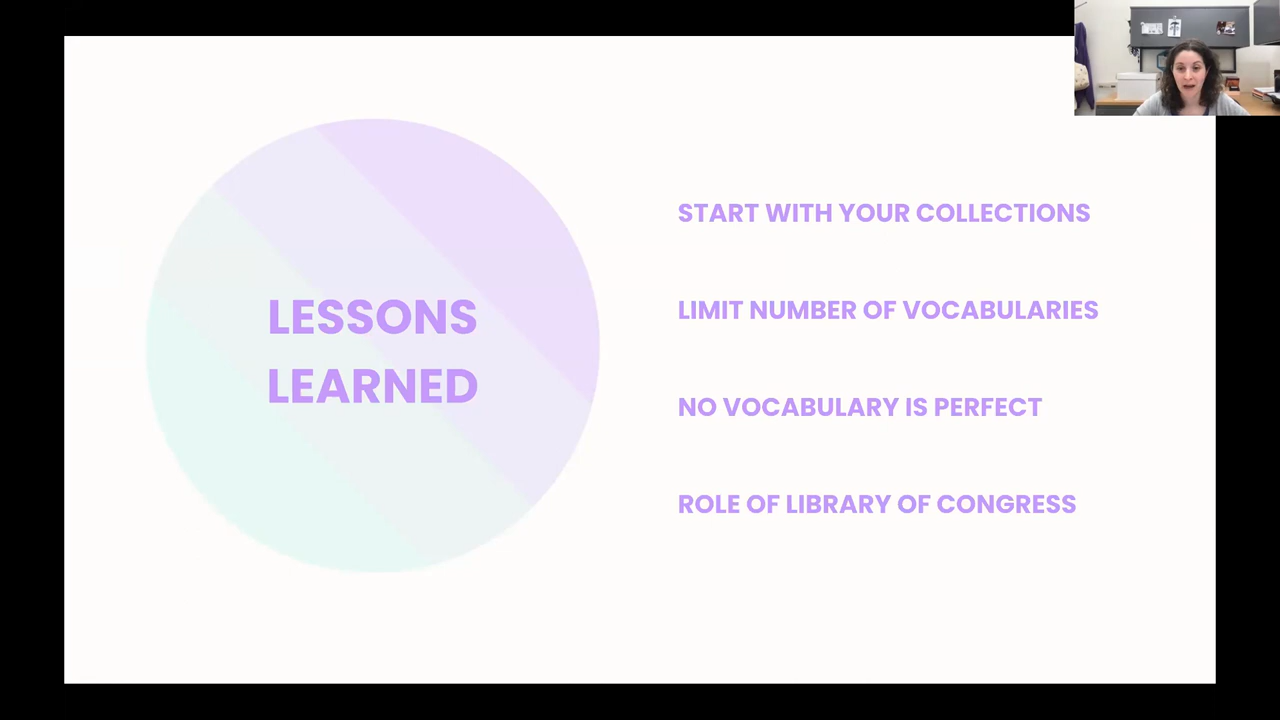 LESSONS
LEARNED
START WITH YOUR COLLECTIONS
LIMIT NUMBER OF VOCABULARIES
NO VOCABULARY IS PERFECT
ROLE OF LIBRARY OF CONGRESS